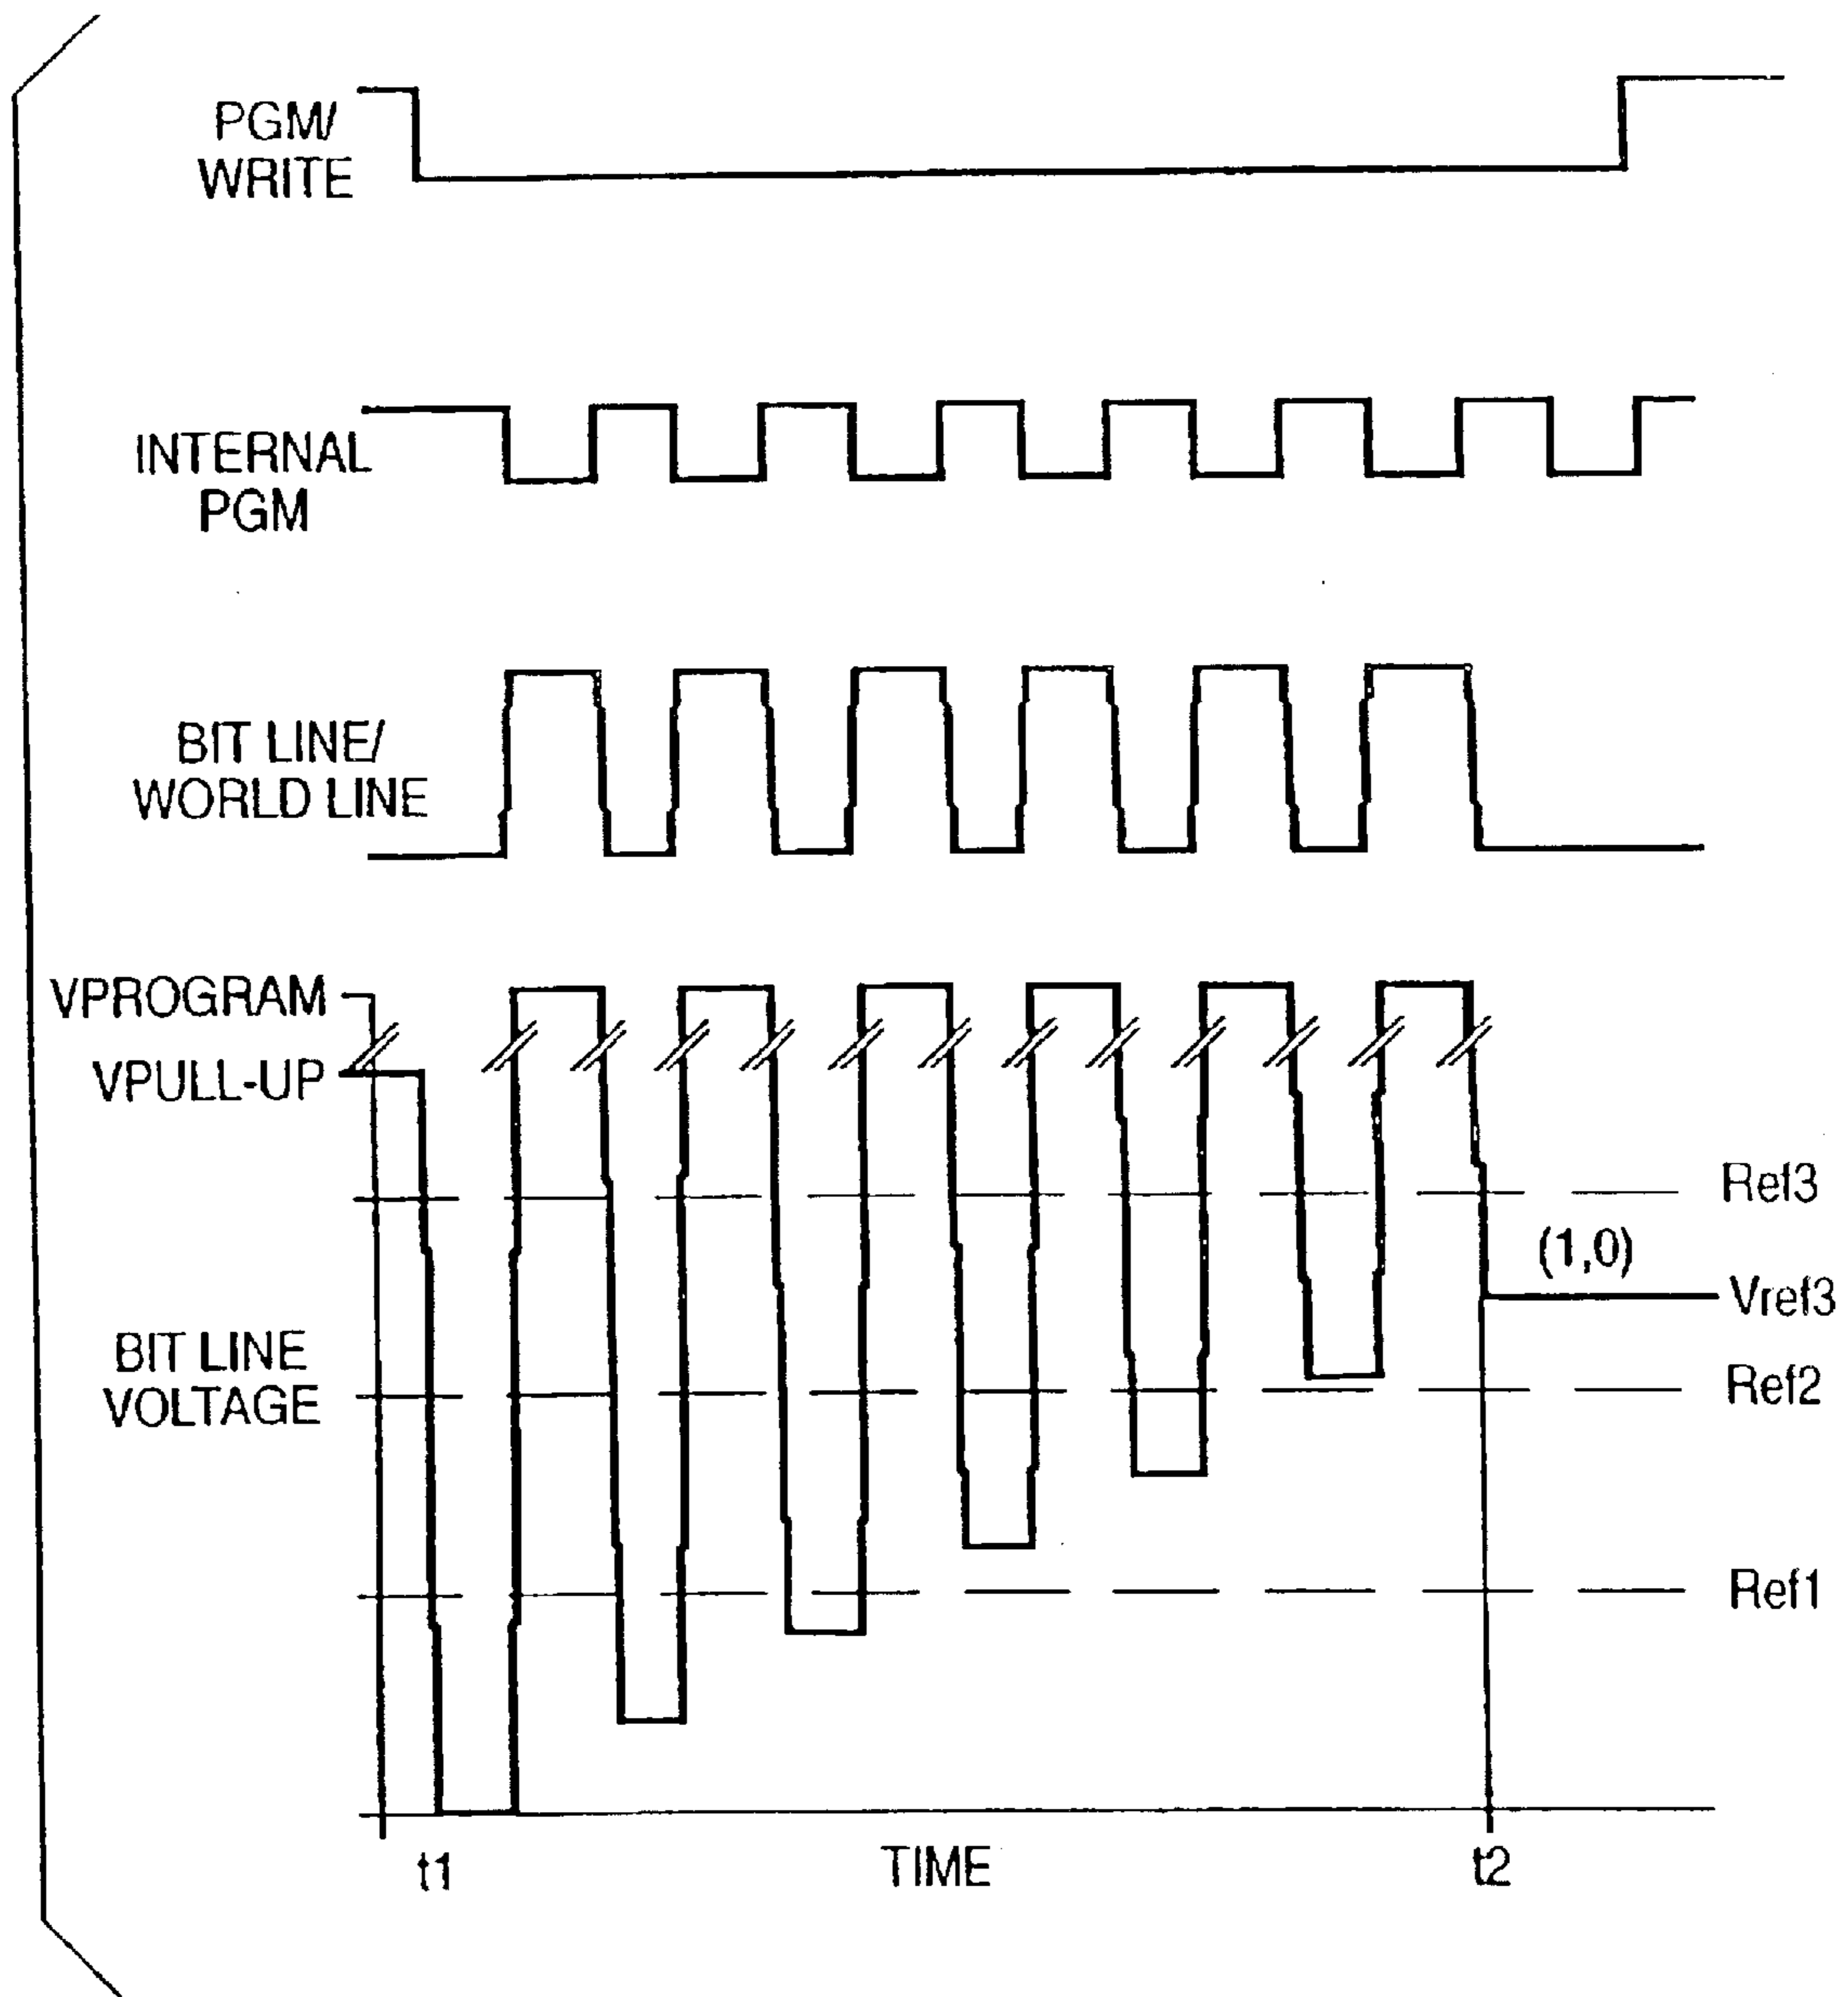 PGM/
WRITE
INTERNAL
PGM
BIT LINE/
WORLD LINE
VPROGRAM
VPULL-UP
Ref3
(1,0)
Vref3
BIT LINE
VOLTAGE
Ref2
Ref1
t1
TIME
t2